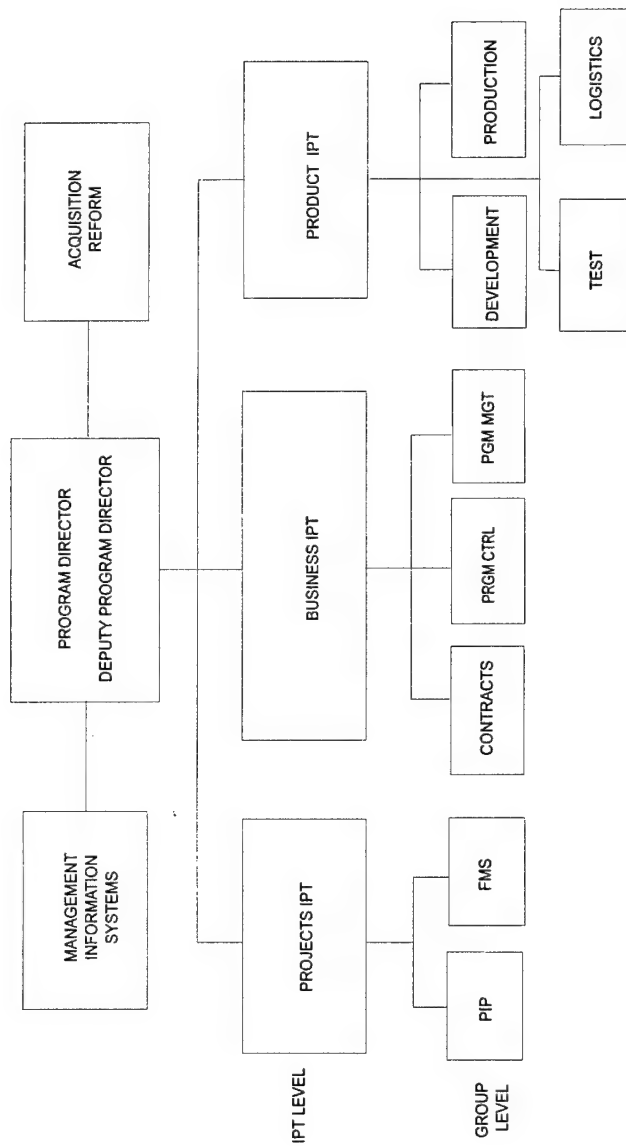 MANAGEMENT
INFORMATION
SYSTEMS
PROGRAM DIRECTOR
DEPUTY PROGRAM DIRECTOR
ACQUISITION
REFORM
IPT LEVEL
PROJECTS IPT
BUSINESS IPT
PRODUCT IPT
GROUP
LEVEL
PIP
FMS
CONTRACTS
PRGM CTRL
PGM MGT
DEVELOPMENT
PRODUCTION
TEST
LOGISTICS